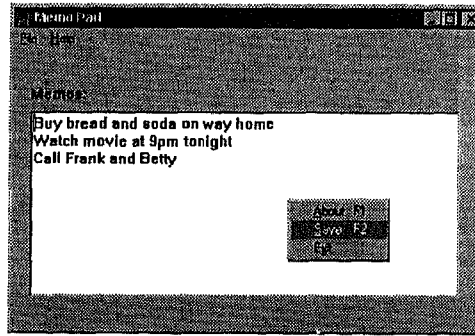 Memo Pad
Memos:
Buy bread and soda on way home
Watch movie at 9pm tonight
Call Frank and Betty
About F1
Save F2